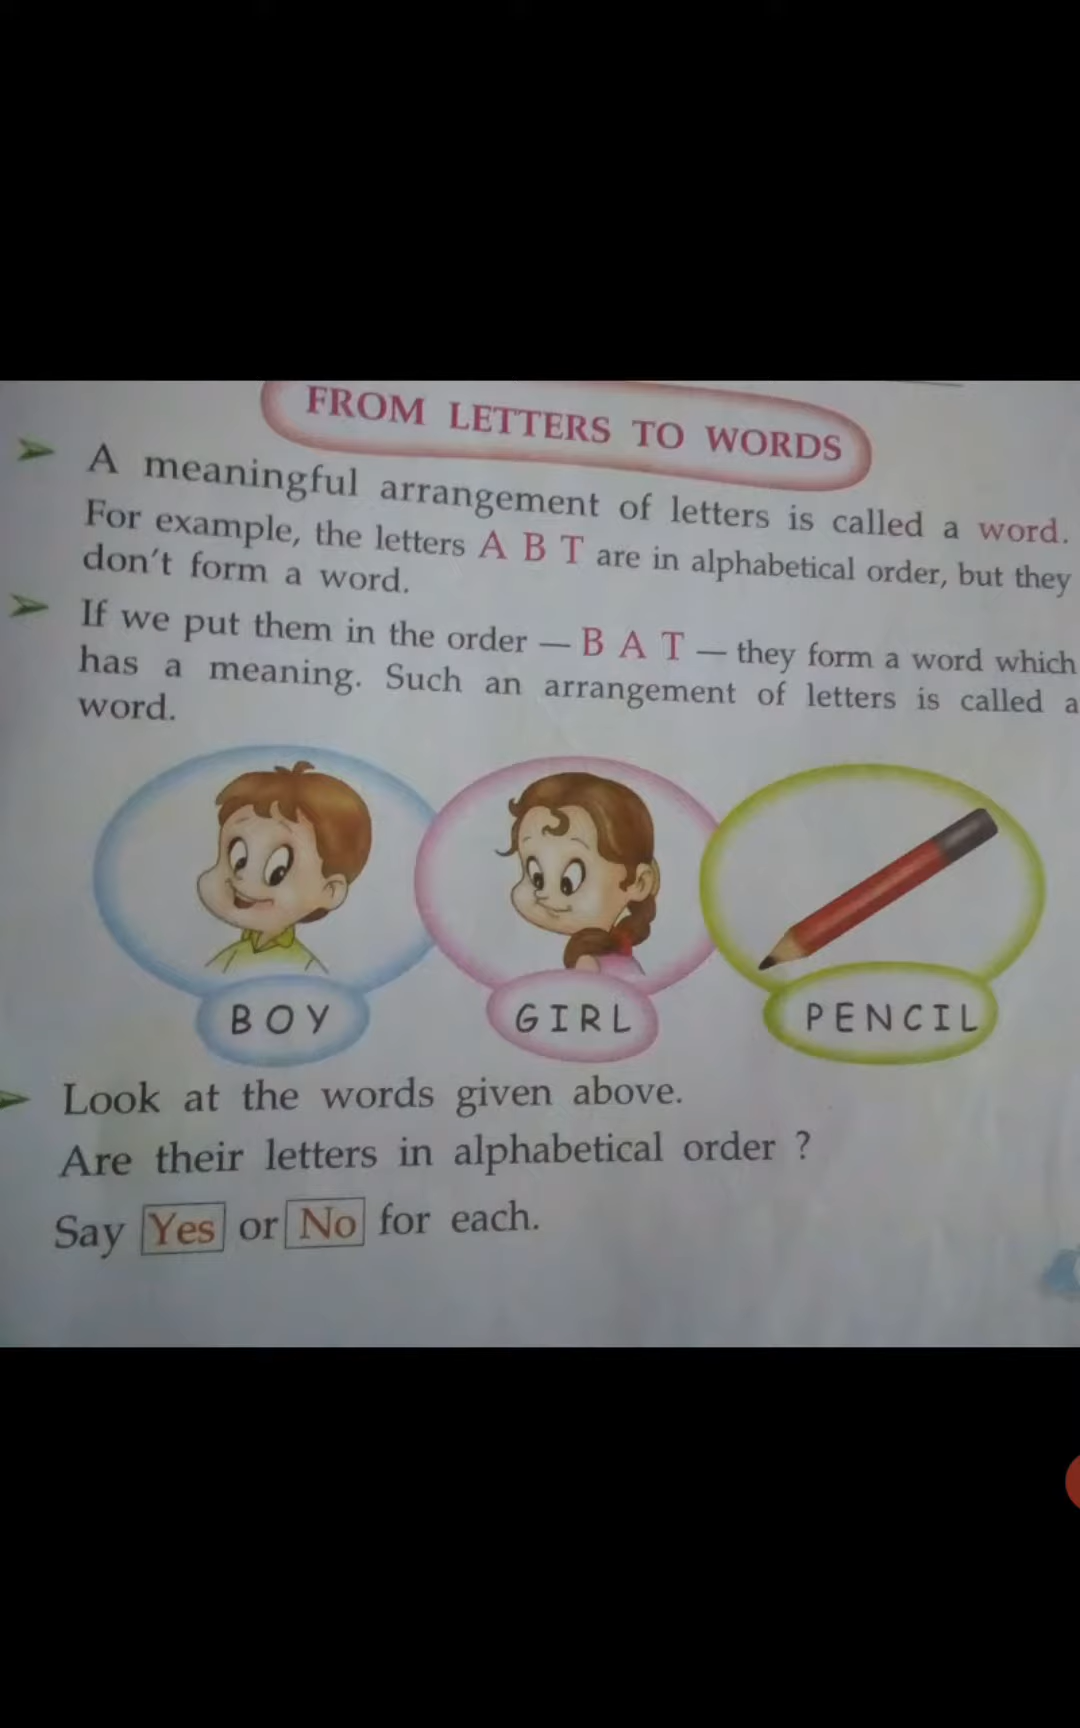 FROM LETTERS TO WORDS
A meaningful arrangement of letters is called a word.
For example, the letters A B T are in alphabetical order, but they
don't form a word.
If we put them in the order — B A T — they form a word which
has a meaning. Such an arrangement of letters is called a
word.
BOY GIRL PENCIL
Look at the words given above.
Are their letters in alphabetical order ?
Say Yes or No for each.